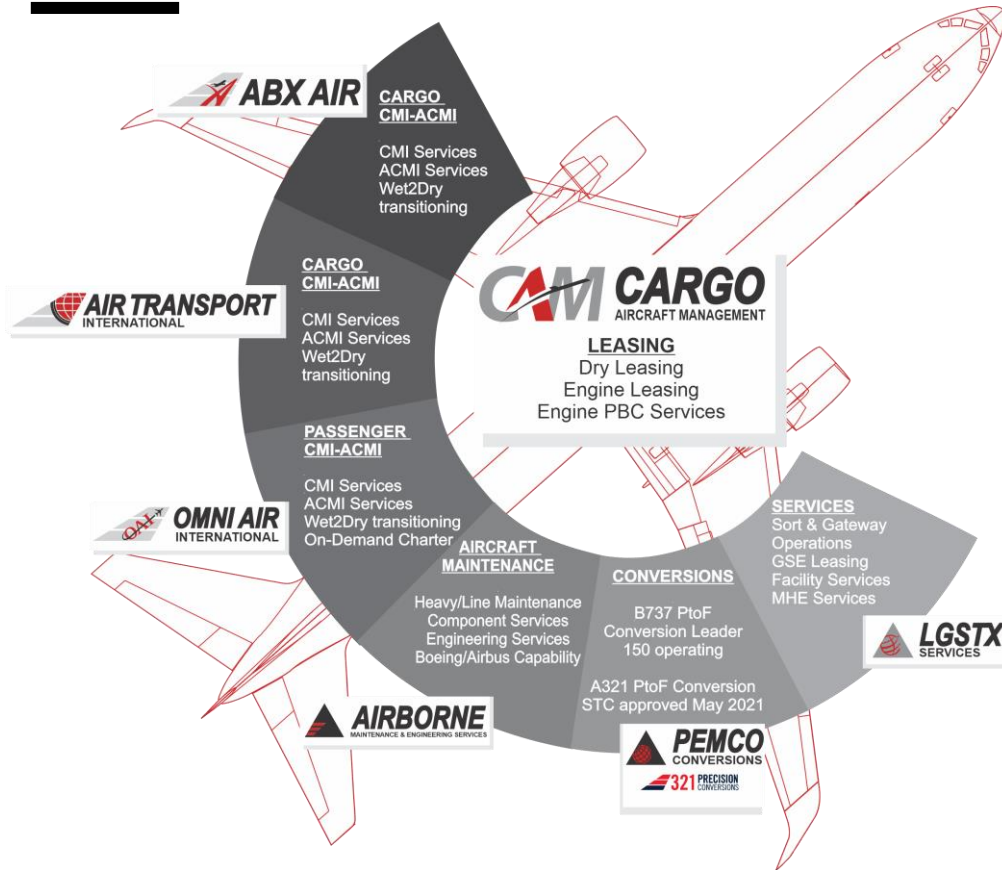 ABX AIR
CARGO
CMI-ACMI
CMI Services
ACMI Services
Wet2Dry
transitioning
AIR TRANSPORT
INTERNATIONAL
CARGO
CMI-ACMI
CMI Services
ACMI Services
Wet2Dry
transitioning
CAM CARGO
AIRCRAFT MANAGEMENT
LEASING
Dry Leasing
Engine Leasing
Engine PBC Services
OAI OMNI AIR
INTERNATIONAL
PASSENGER
CMI-ACMI
CMI Services
ACMI Services
Wet2Dry transitioning
On-Demand Charter
AIRCRAFT
MAINTENANCE
Heavy/Line Maintenance
Component Services
Engineering Services
Boeing/Airbus Capability
AIRBORNE
MAINTENANCE & ENGINEERING SERVICES
CONVERSIONS
B737 PtoF
Conversion Leader
150 operating
A321 PtoF Conversion
STC approved May 2021
PEMCO
CONVERSIONS
321 PRECISION
CONVERSIONS
SERVICES
Sort & Gateway
Operations
GSE Leasing
Facility Services
MHE Services
LGSTX
SERVICES